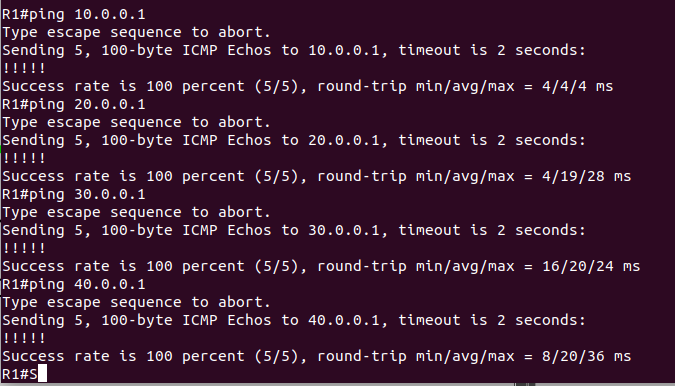 R1#ping 10.0.0.1
Type escape sequence to abort.
Sending 5, 100-byte ICMP Echos to 10.0.0.1, timeout is 2 seconds:
!!!!!
Success rate is 100 percent (5/5), round-trip min/avg/max = 4/4/4 ms
R1#ping 20.0.0.1
Type escape sequence to abort.
Sending 5, 100-byte ICMP Echos to 20.0.0.1, timeout is 2 seconds:
!!!!!
Success rate is 100 percent (5/5), round-trip min/avg/max = 4/19/28 ms
R1#ping 30.0.0.1
Type escape sequence to abort.
Sending 5, 100-byte ICMP Echos to 30.0.0.1, timeout is 2 seconds:
!!!!!
Success rate is 100 percent (5/5), round-trip min/avg/max = 16/20/24 ms
R1#ping 40.0.0.1
Type escape sequence to abort.
Sending 5, 100-byte ICMP Echos to 40.0.0.1, timeout is 2 seconds:
!!!!!
Success rate is 100 percent (5/5), round-trip min/avg/max = 8/20/36 ms
R1#S